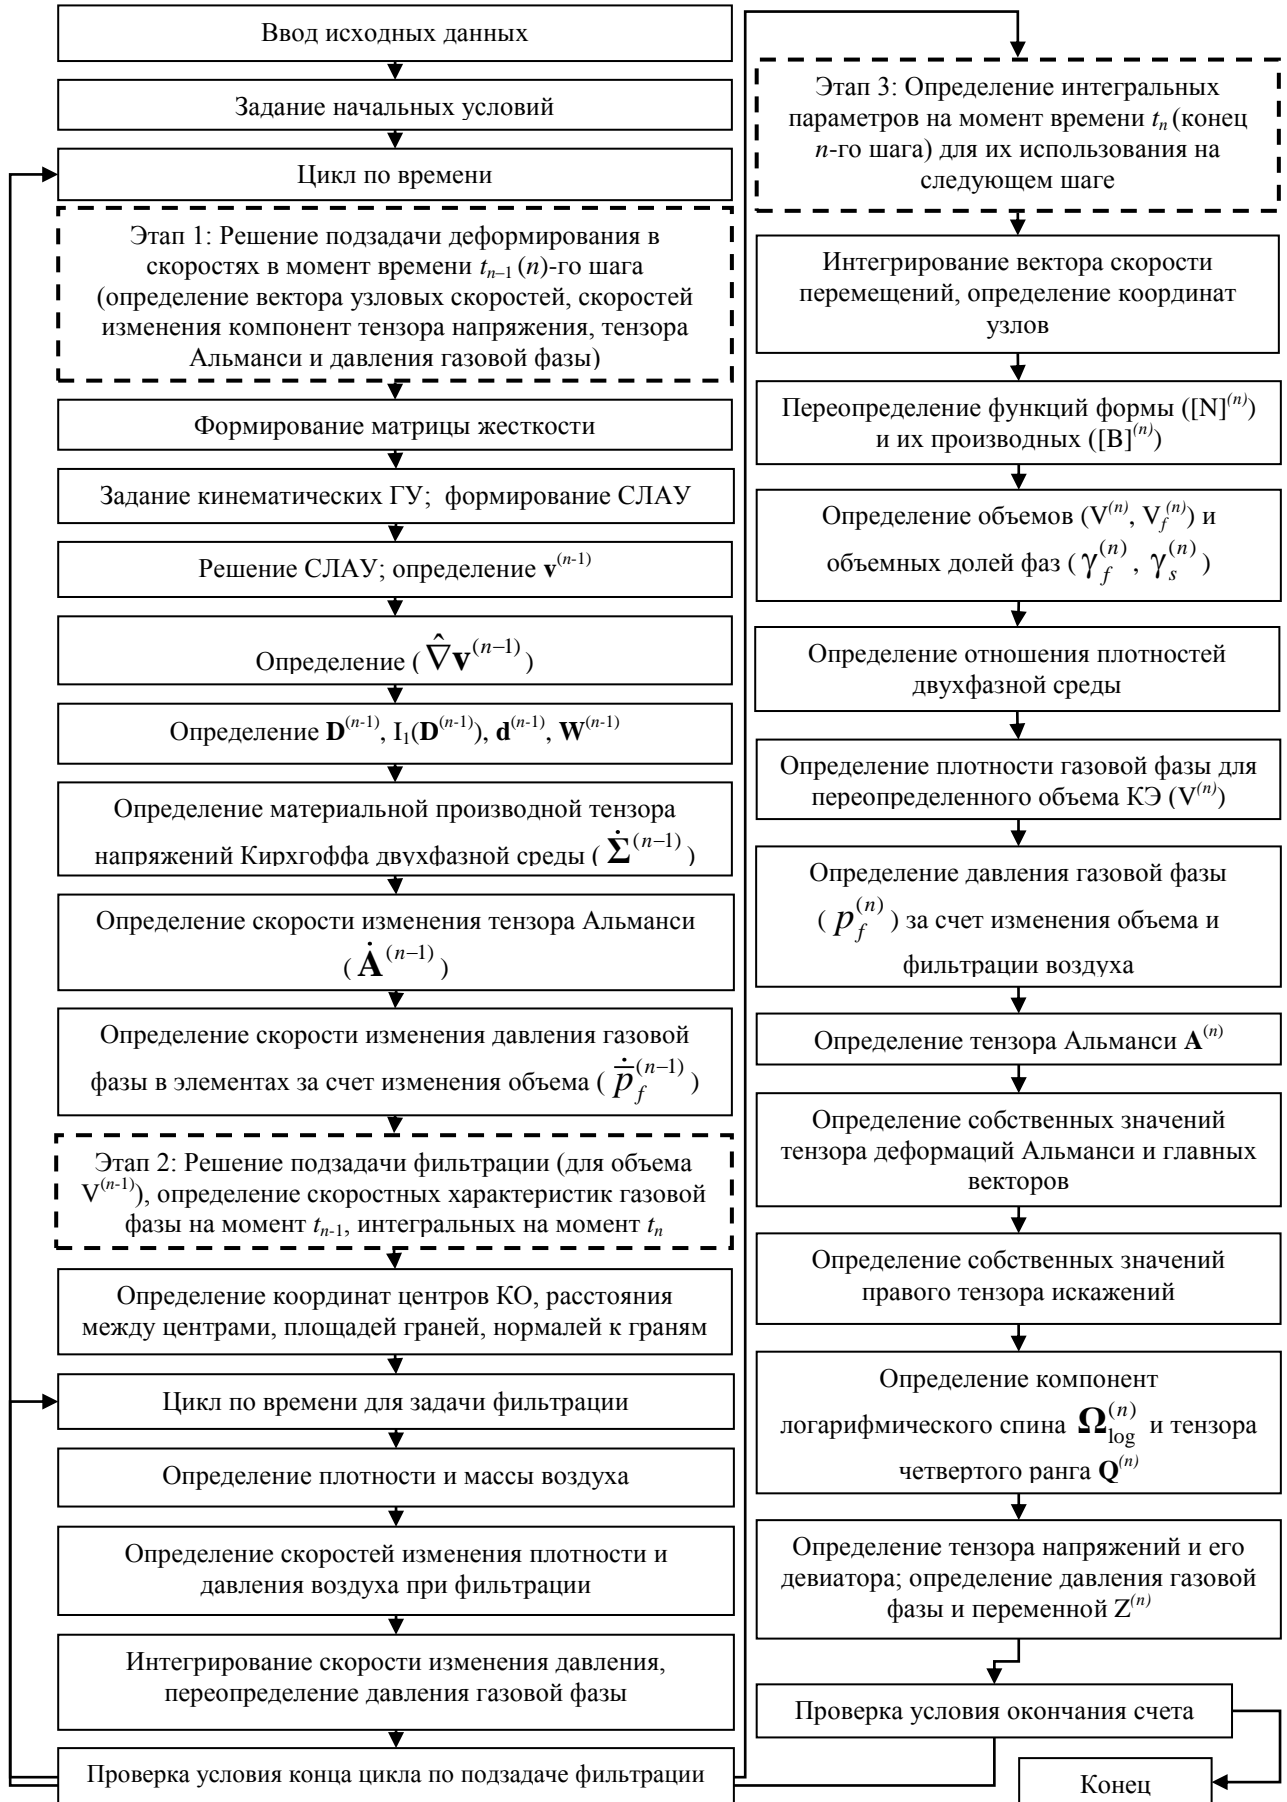 Ввод исходных данных
Задание начальных условий
Цикл по времени
Этап 1: Решение подзадачи деформирования в
скоростях в момент времени tₙ₋₁ (n)-го шага
(определение вектора узловых скоростей, скоростей
изменения компонент тензора напряжения, тензора
Альманси и давления газовой фазы)
Формирование матрицы жесткости
Задание кинематических ГУ; формирование СЛАУ
Решение СЛАУ; определение v⁽ⁿ⁻¹⁾
Определение ( ∇̂v⁽ⁿ⁻¹⁾ )
Определение D⁽ⁿ⁻¹⁾, I₁(D⁽ⁿ⁻¹⁾), d⁽ⁿ⁻¹⁾, W⁽ⁿ⁻¹⁾
Определение материальной производной тензора
напряжений Кирхгоффа двухфазной среды ( Σ̇⁽ⁿ⁻¹⁾ )
Определение скорости изменения тензора Альманси
( Ȧ⁽ⁿ⁻¹⁾ )
Определение скорости изменения давления газовой
фазы в элементах за счет изменения объема ( p̄̇_f⁽ⁿ⁻¹⁾ )
Этап 2: Решение подзадачи фильтрации (для объема
V⁽ⁿ⁻¹⁾), определение скоростных характеристик газовой
фазы на момент tₙ₋₁, интегральных на момент tₙ
Определение координат центров КО, расстояния
между центрами, площадей граней, нормалей к граням
Цикл по времени для задачи фильтрации
Определение плотности и массы воздуха
Определение скоростей изменения плотности и
давления воздуха при фильтрации
Интегрирование скорости изменения давления,
переопределение давления газовой фазы
Проверка условия конца цикла по подзадаче фильтрации
Этап 3: Определение интегральных
параметров на момент времени tₙ (конец
n-го шага) для их использования на
следующем шаге
Интегрирование вектора скорости
перемещений, определение координат
узлов
Переопределение функций формы ([N]⁽ⁿ⁾)
и их производных ([B]⁽ⁿ⁾)
Определение объемов (V⁽ⁿ⁾, V_f⁽ⁿ⁾) и
объемных долей фаз ( γ_f⁽ⁿ⁾ , γ_s⁽ⁿ⁾ )
Определение отношения плотностей
двухфазной среды
Определение плотности газовой фазы для
переопределенного объема КЭ (V⁽ⁿ⁾)
Определение давления газовой фазы
( p_f⁽ⁿ⁾ ) за счет изменения объема и
фильтрации воздуха
Определение тензора Альманси A⁽ⁿ⁾
Определение собственных значений
тензора деформаций Альманси и главных
векторов
Определение собственных значений
правого тензора искажений
Определение компонент
логарифмического спина Ω_log⁽ⁿ⁾ и тензора
четвертого ранга Q⁽ⁿ⁾
Определение тензора напряжений и его
девиатора; определение давления газовой
фазы и переменной Z⁽ⁿ⁾
Проверка условия окончания счета
Конец